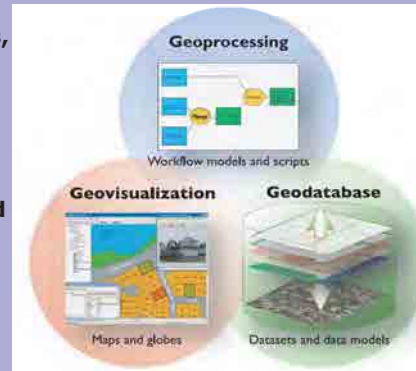 Geoprocessing
Workflow models and scripts
Geovisualization
Geodatabase
Maps and globes
Datasets and data models